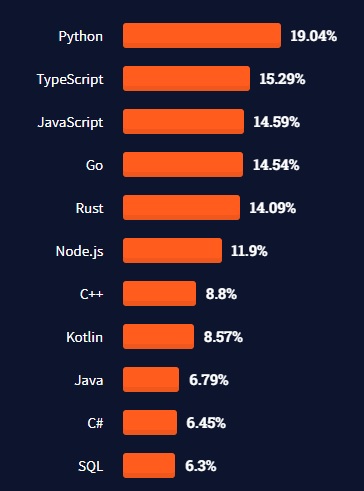 Python 19.04%
TypeScript 15.29%
JavaScript 14.59%
Go 14.54%
Rust 14.09%
Node.js 11.9%
C++ 8.8%
Kotlin 8.57%
Java 6.79%
C# 6.45%
SQL 6.3%